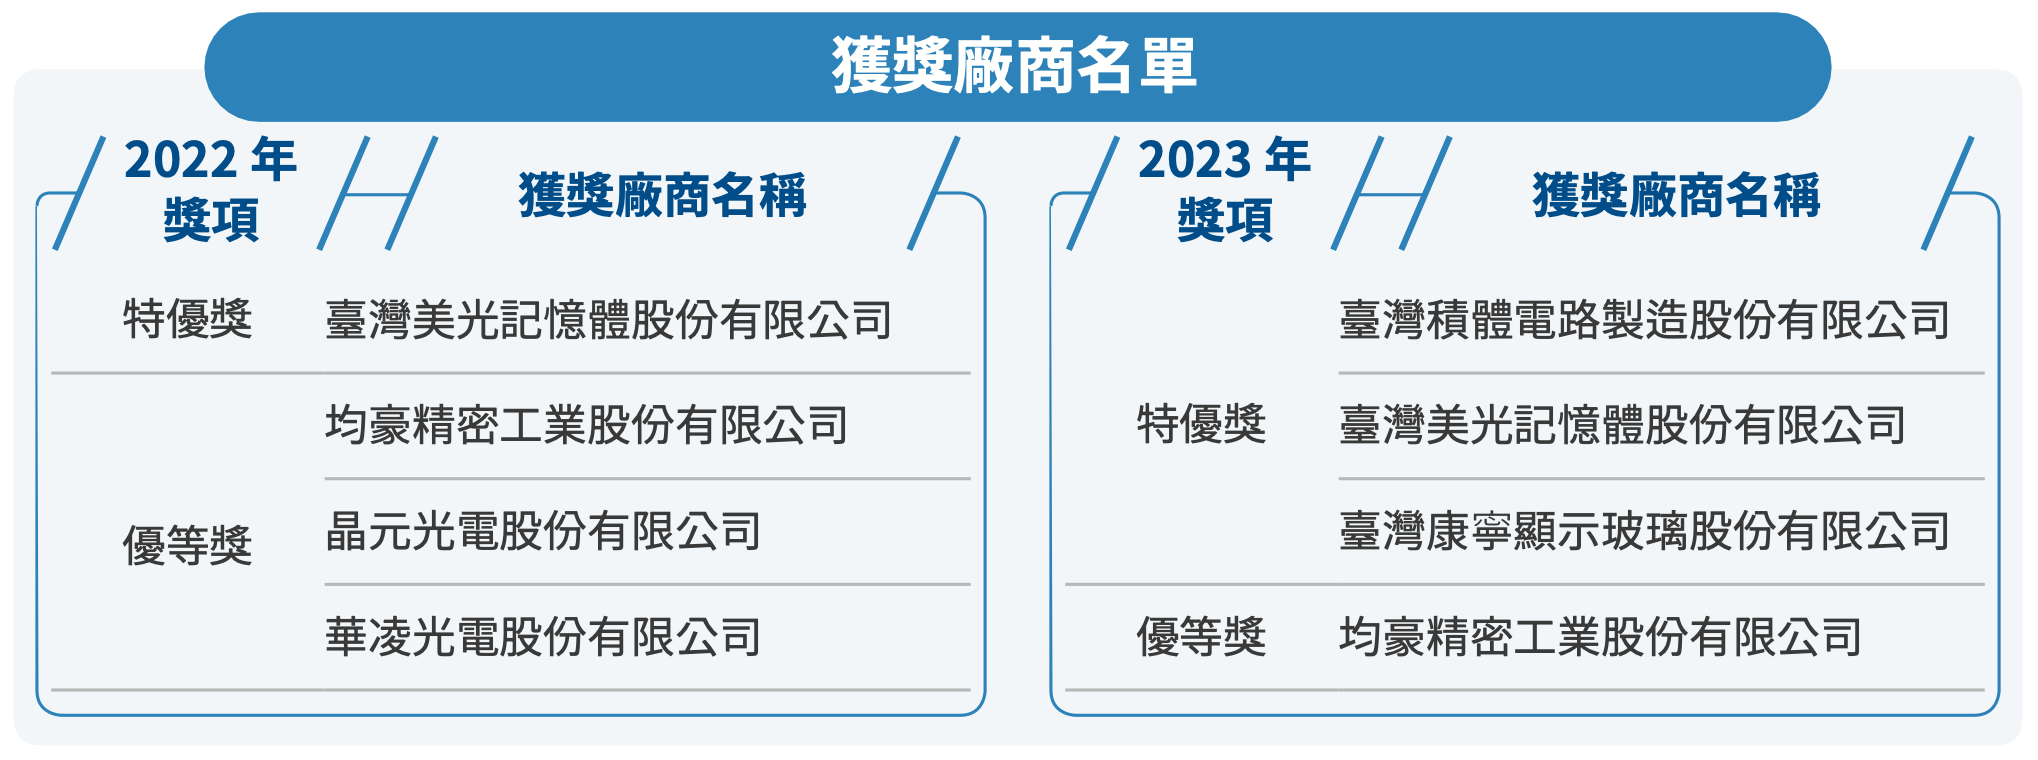 獲獎廠商名單
2022 年
獎項
獲獎廠商名稱
特優獎
臺灣美光記憶體股份有限公司
優等獎
均豪精密工業股份有限公司
晶元光電股份有限公司
華凌光電股份有限公司
2023 年
獎項
獲獎廠商名稱
特優獎
臺灣積體電路製造股份有限公司
臺灣美光記憶體股份有限公司
臺灣康寧顯示玻璃股份有限公司
優等獎
均豪精密工業股份有限公司